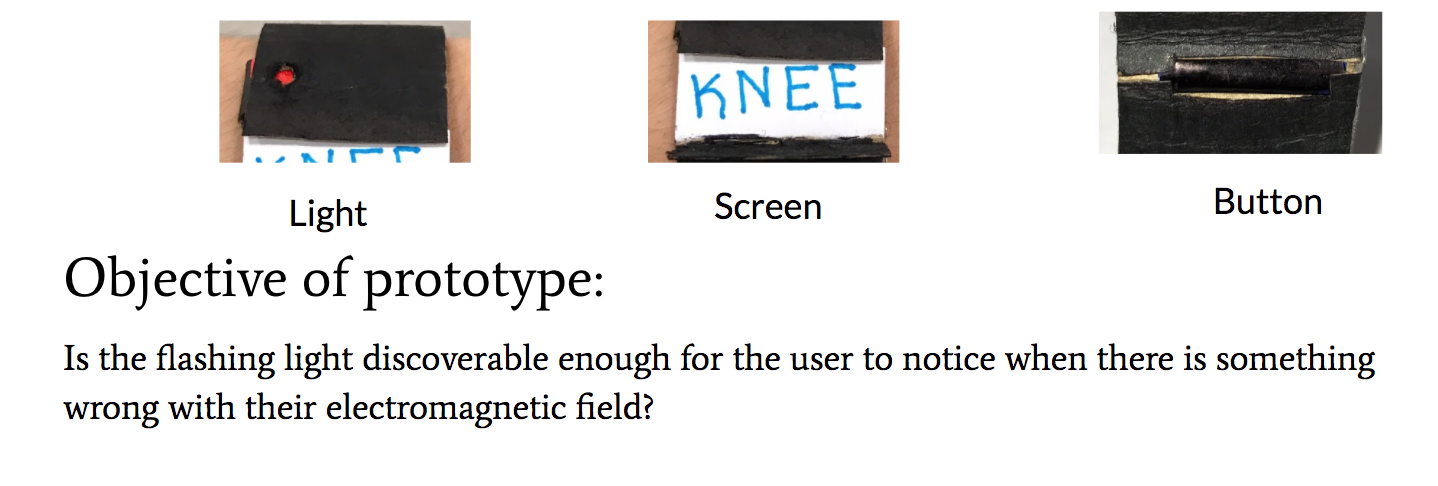 KNEE
KNEE
Light
Screen
Button
Objective of prototype:
Is the flashing light discoverable enough for the user to notice when there is something
wrong with their electromagnetic field?